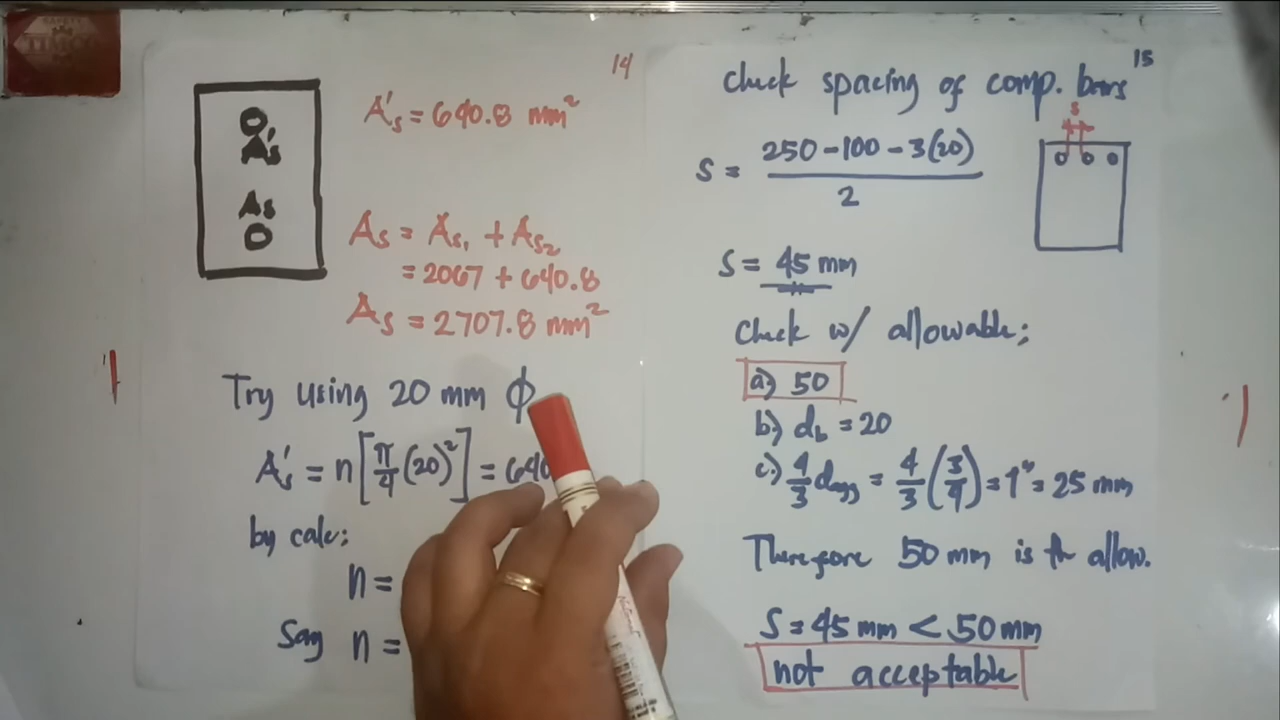 SAFETY
14
A's = 640.8 mm²
A's
As
As = As₁ + As₂
= 2067 + 640.8
As = 2707.8 mm²
Try using 20 mm ϕ
A's = n[π/4(20)²] = 640
by calc:
n =
Say n =
15
Check spacing of comp. bars
s
S = (250 - 100 - 3(20))/2
S = 45 mm
Check w/ allowable;
a) 50
b) db = 20
c) 4/3 dagg = 4/3(3/4) = 1" = 25 mm
Therefore 50 mm is th allow.
S = 45 mm < 50 mm
not acceptable